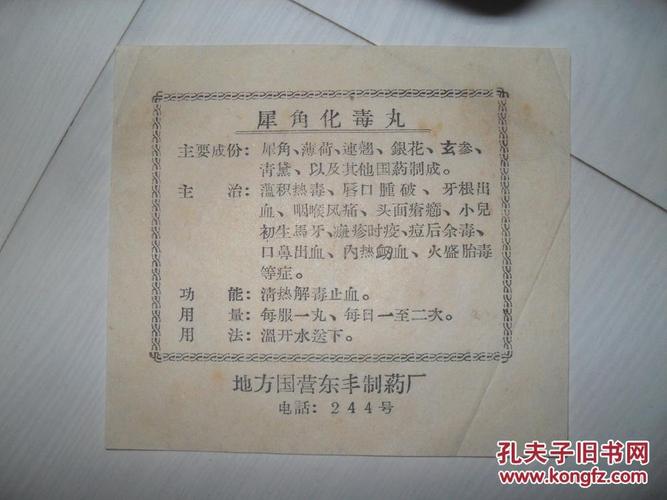 犀角化毒丸
主要成份：犀角、薄荷、連翹、銀花、玄参、
青黛、以及其他国药制成。
主　治：瘟积热毒、唇口腫破、牙根出
血、咽喉风痛、头面瘡癤、小兒
初生馬牙、癍疹时疫、痘后余毒、
口鼻出血、內热衂血、火盛胎毒
等症。
功　能：清热解毒止血。
用　量：每服一丸、每日一至二次。
用　法：溫开水送下。
地方国营东丰制药厂
电話：244号
孔夫子旧书网
www.kongfz.com